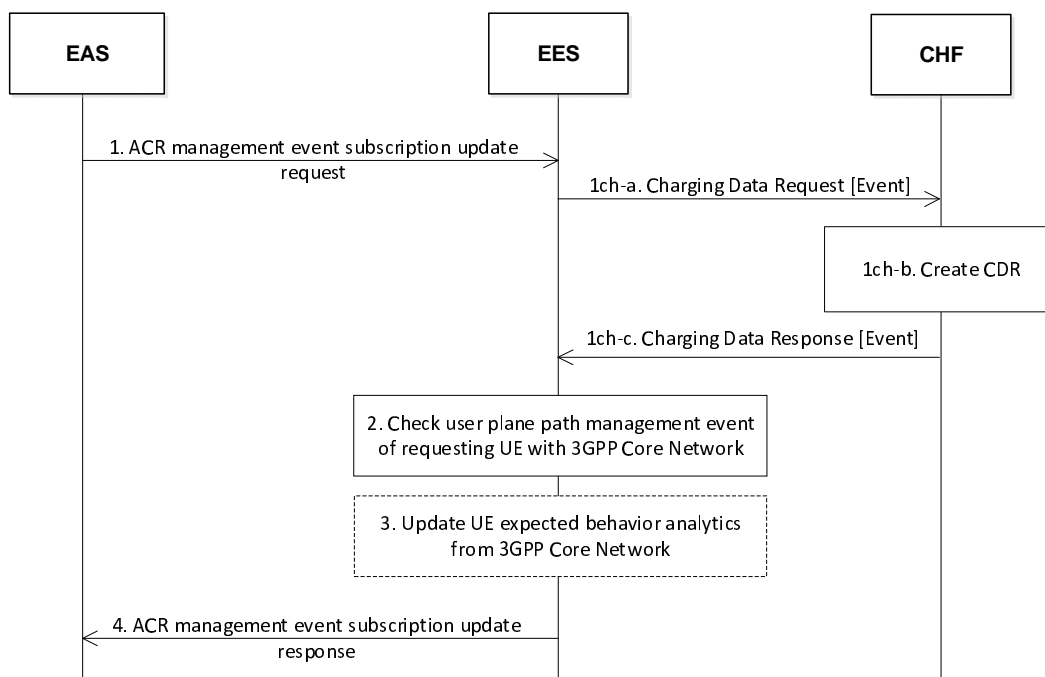 EAS
EES
CHF
1. ACR management event subscription update
request
1ch-a. Charging Data Request [Event]
1ch-b. Create CDR
1ch-c. Charging Data Response [Event]
2. Check user plane path management event
of requesting UE with 3GPP Core Network
3. Update UE expected behavior analytics
from 3GPP Core Network
4. ACR management event subscription update
response